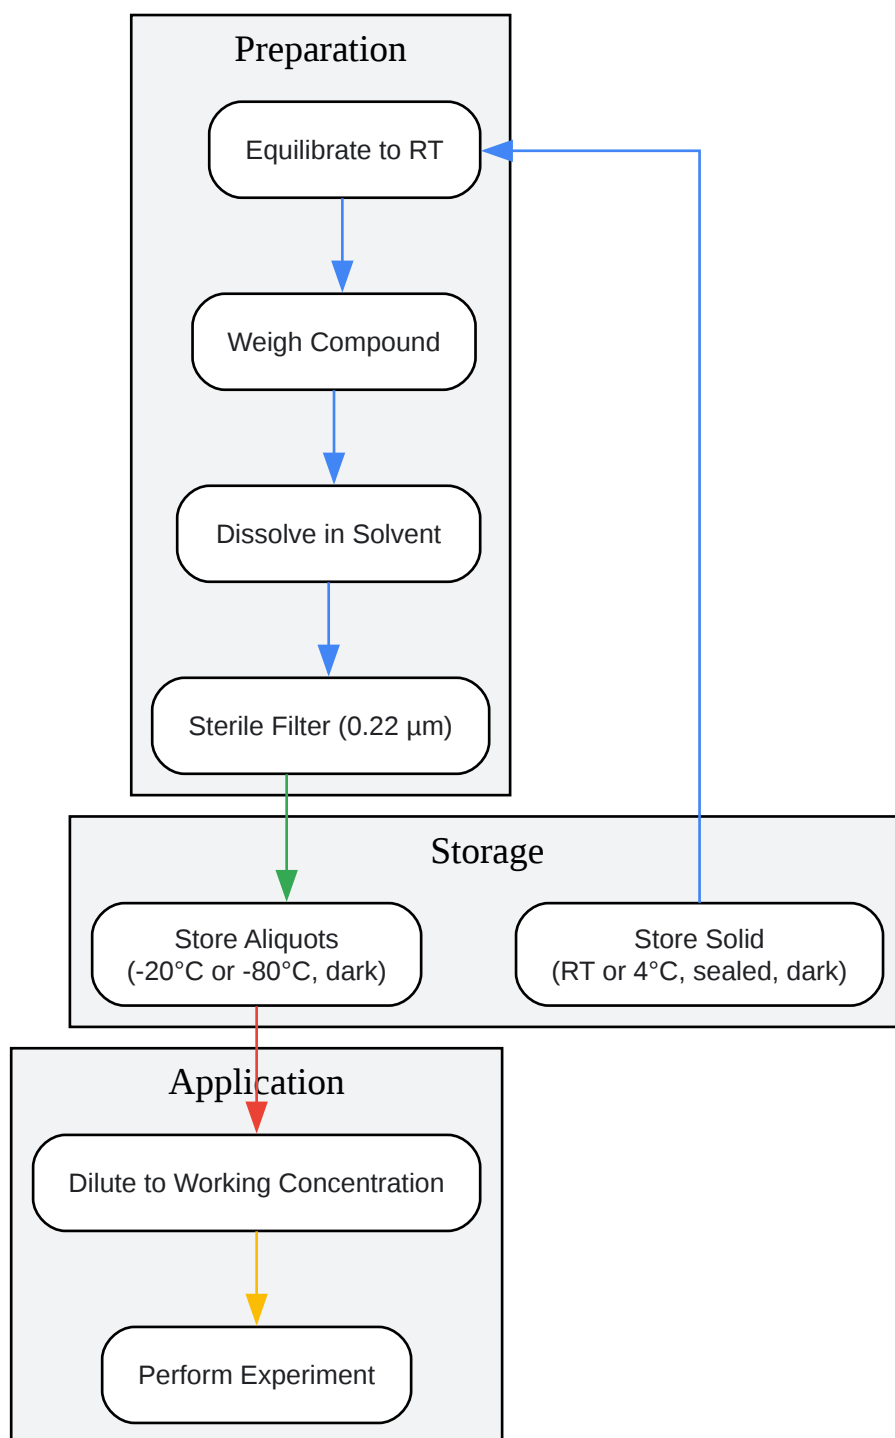 Preparation
Equilibrate to RT
Weigh Compound
Dissolve in Solvent
Sterile Filter (0.22 µm)
Storage
Store Aliquots
(-20°C or -80°C, dark)
Store Solid
(RT or 4°C, sealed, dark)
Application
Dilute to Working Concentration
Perform Experiment